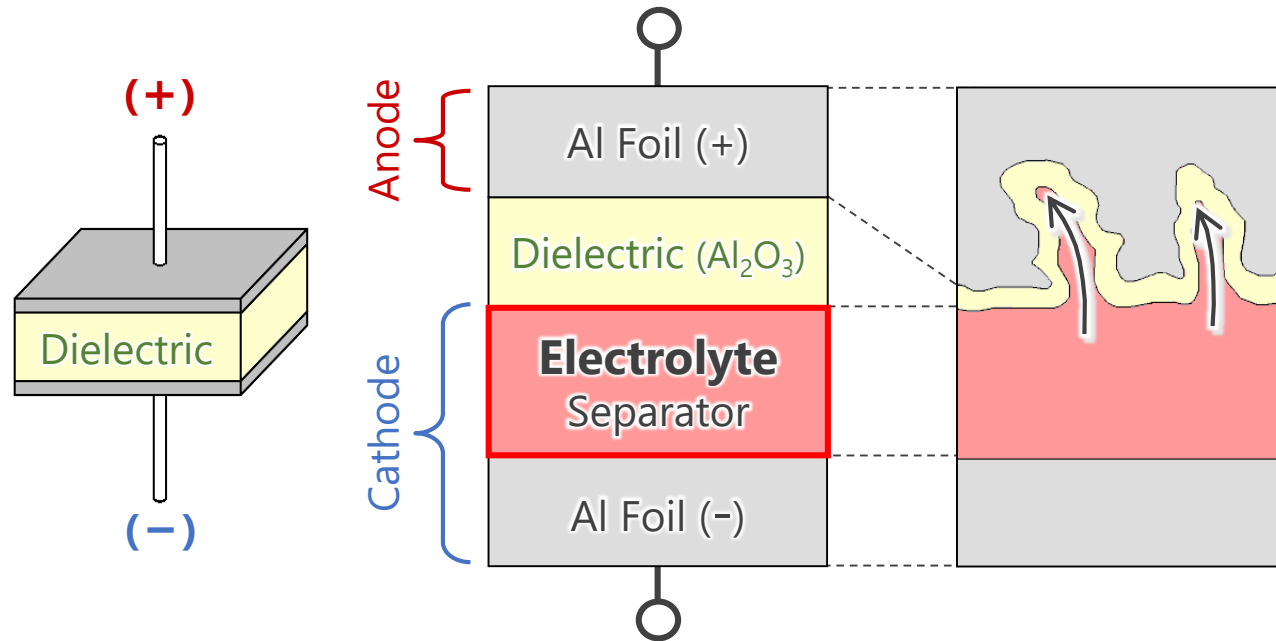 (+)
Dielectric
(−)
Anode
Cathode
Al Foil (+)
Dielectric (Al₂O₃)
Electrolyte
Separator
Al Foil (−)